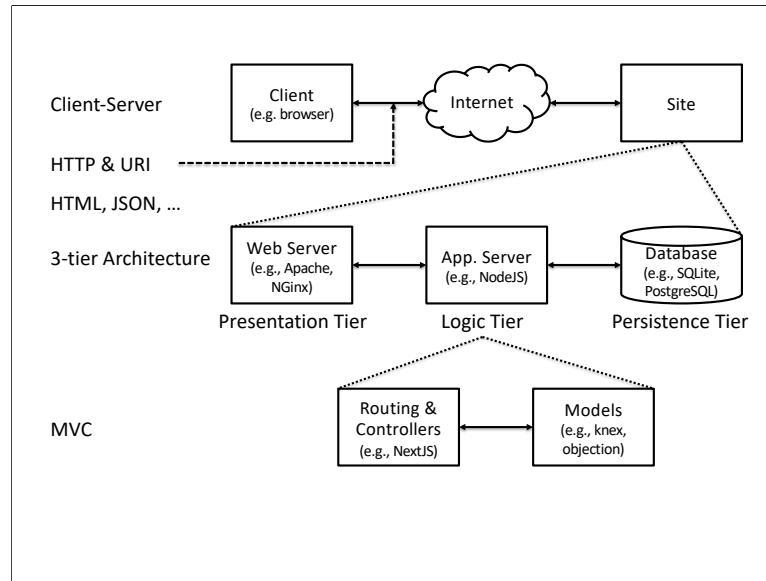 Client-Server
Client
(e.g. browser)
Internet
Site
HTTP & URI
HTML, JSON, …
3-tier Architecture
Web Server
(e.g., Apache,
NGinx)
App. Server
(e.g., NodeJS)
Database
(e.g., SQLite,
PostgreSQL)
Presentation Tier
Logic Tier
Persistence Tier
MVC
Routing &
Controllers
(e.g., NextJS)
Models
(e.g., knex,
objection)